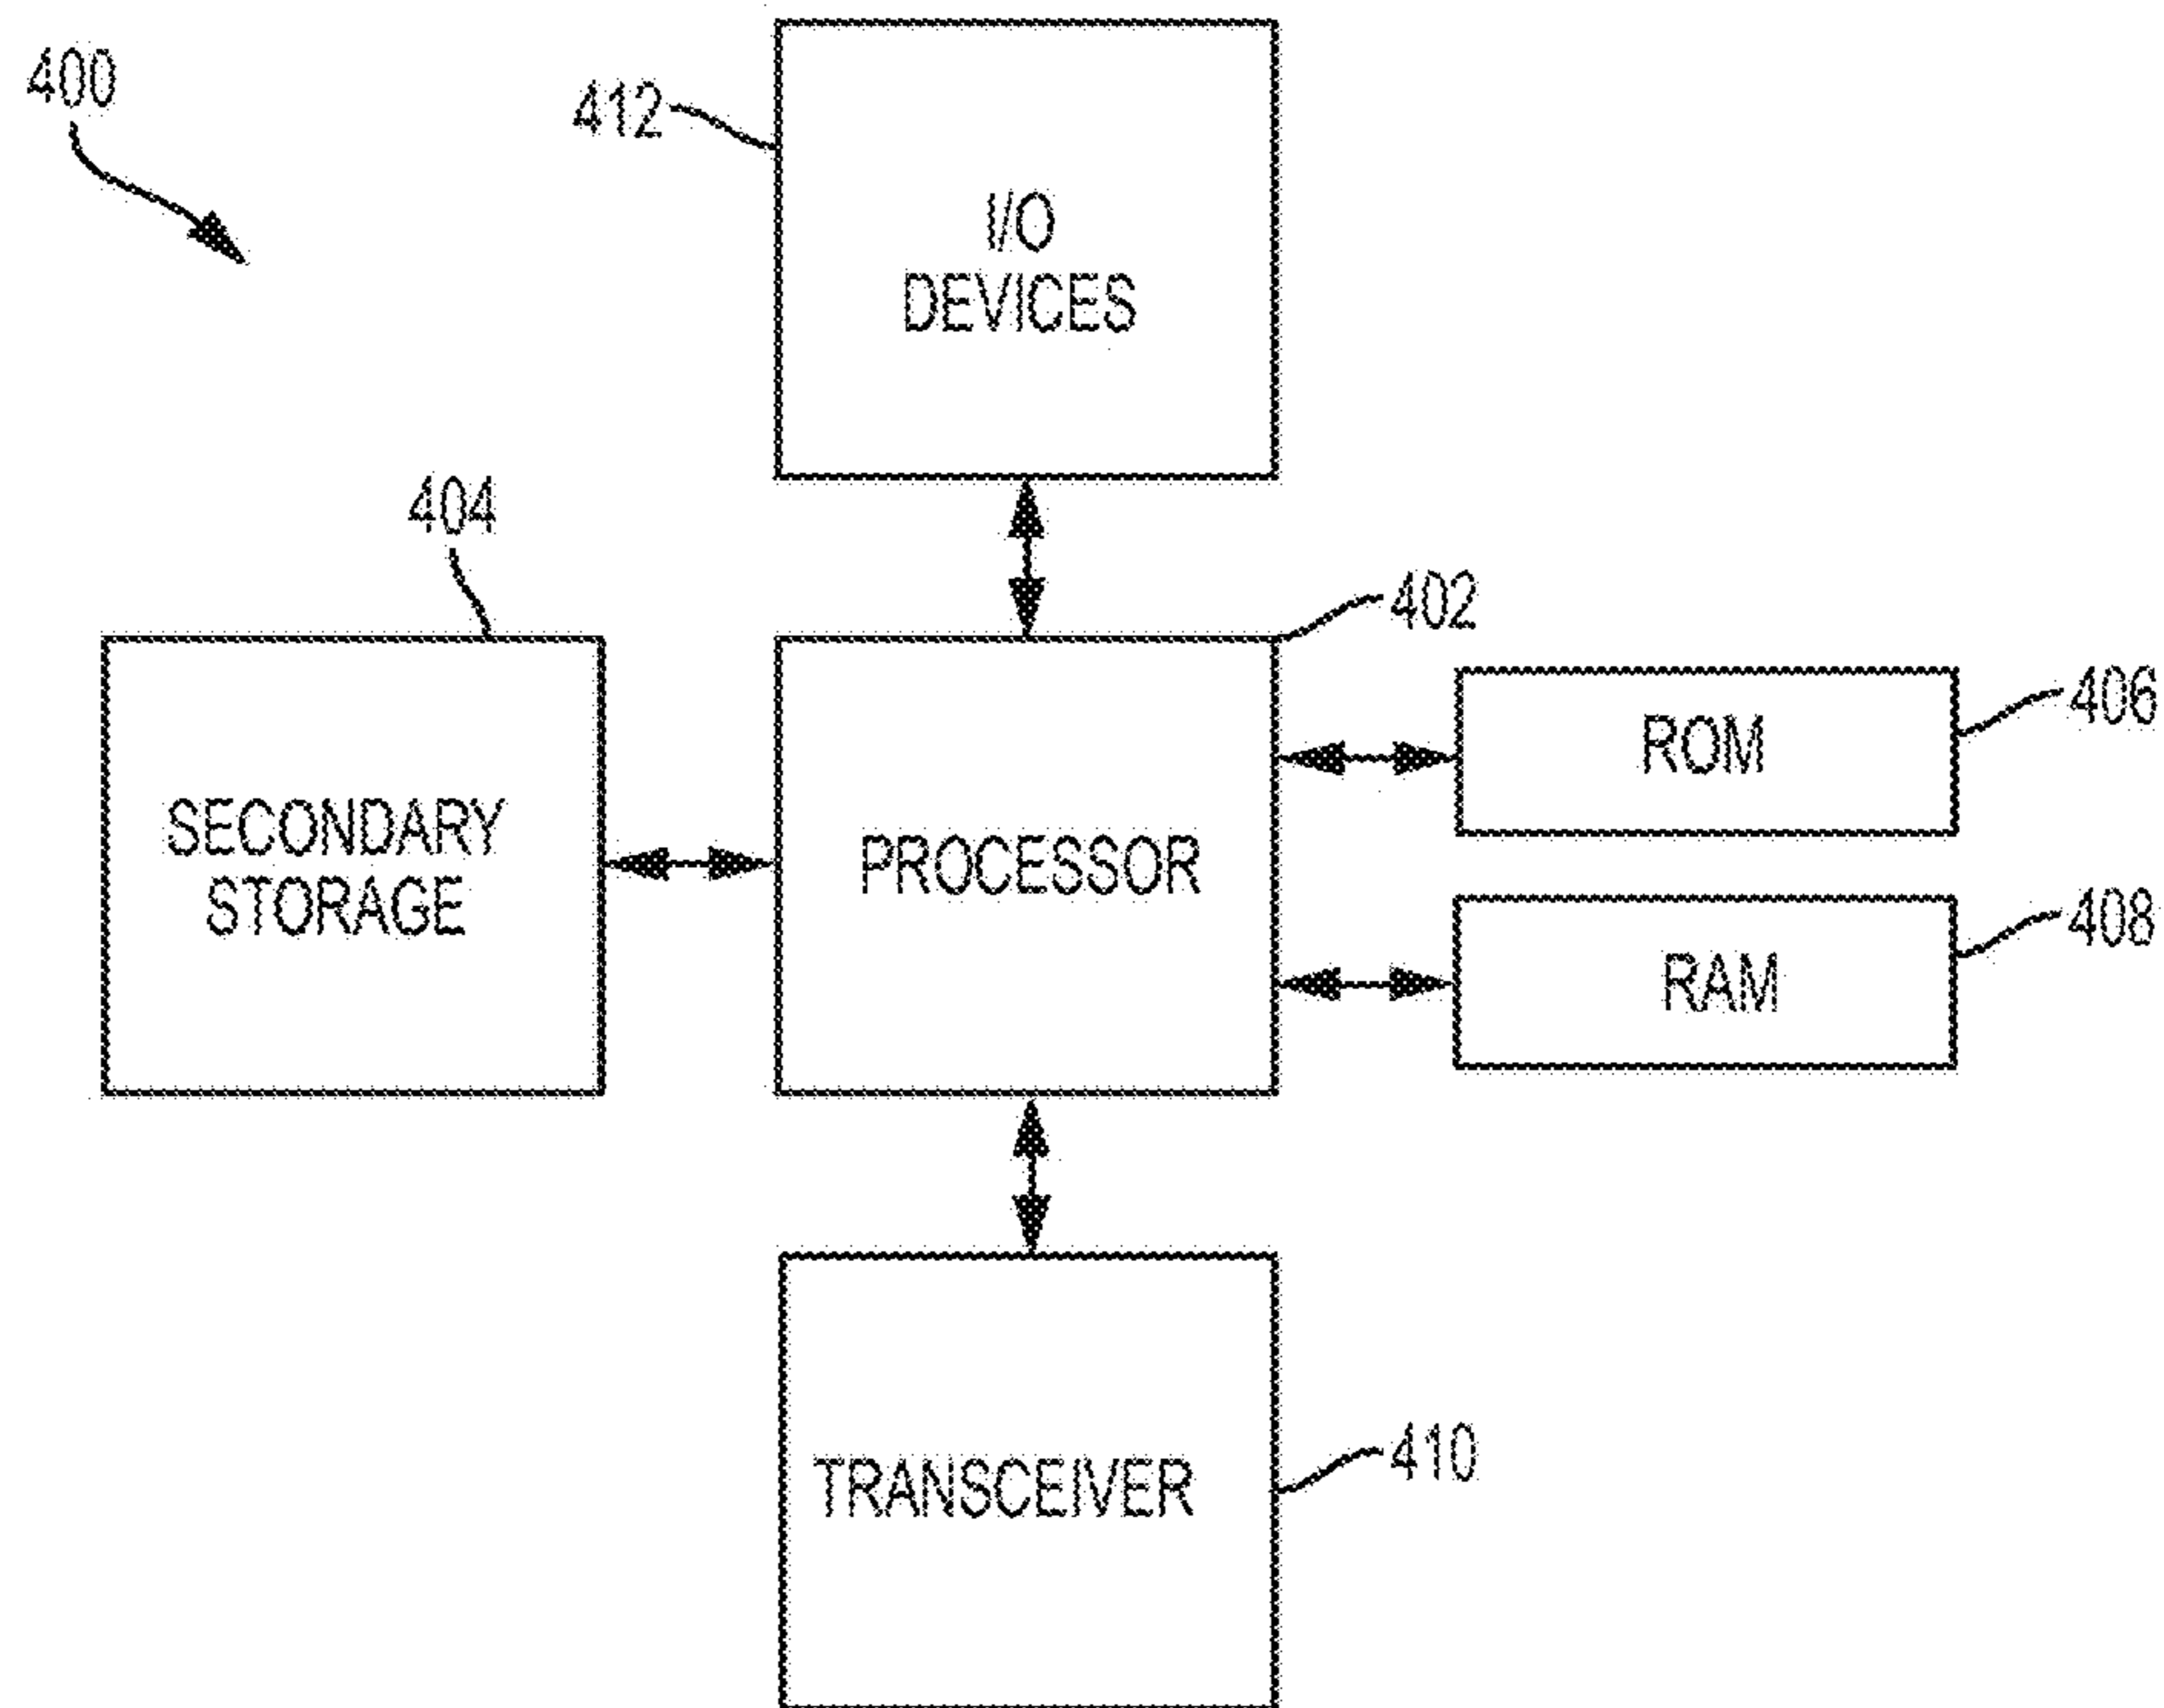 400
412
I/O
DEVICES
404
402
406
ROM
SECONDARY
STORAGE
PROCESSOR
408
RAM
410
TRANSCEIVER